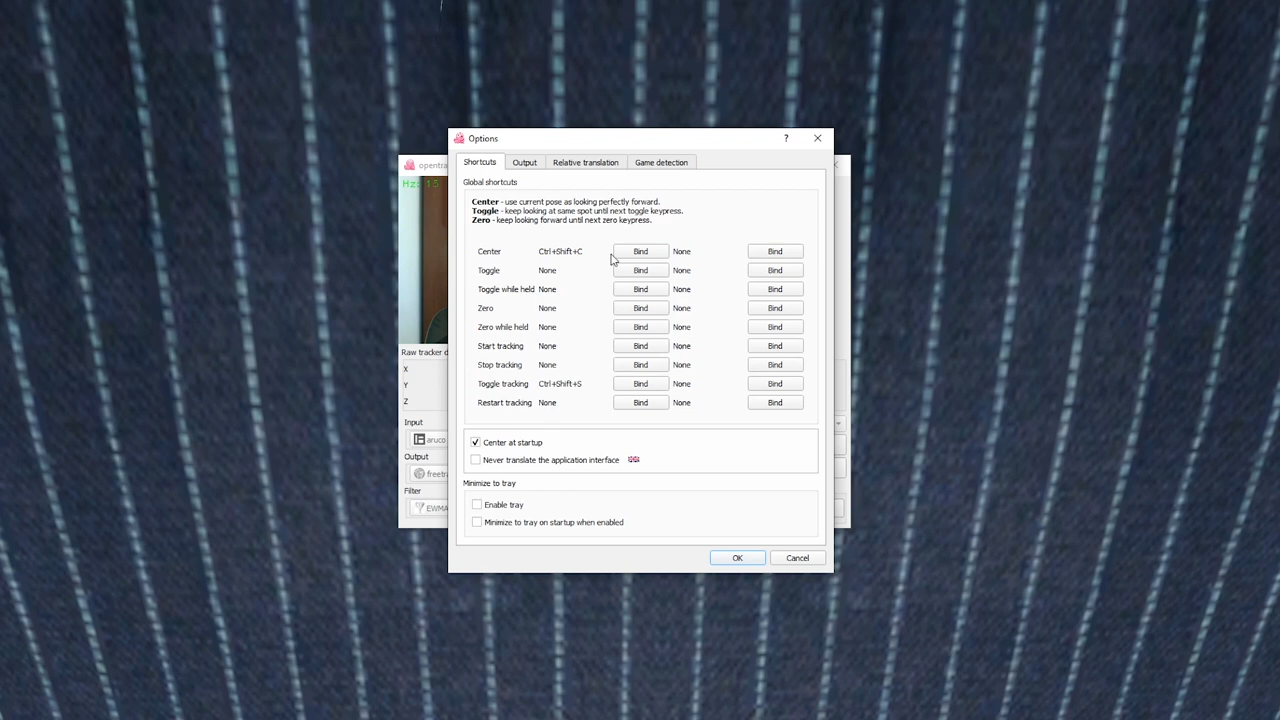 Options
?
Shortcuts Output Relative translation Game detection
opentra
Hz: 15
Global shortcuts
Center - use current pose as looking perfectly forward.
Toggle - keep looking at same spot until next toggle keypress.
Zero - keep looking forward until next zero keypress.
Center Ctrl+Shift+C Bind None Bind
Toggle None Bind None Bind
Toggle while held None Bind None Bind
Zero None Bind None Bind
Zero while held None Bind None Bind
Start tracking None Bind None Bind
Stop tracking None Bind None Bind
Toggle tracking Ctrl+Shift+S Bind None Bind
Restart tracking None Bind None Bind
Raw tracker d
X
Y
Z
Input
aruco
Output
freetra
Filter
EWMA
Center at startup
Never translate the application interface
Minimize to tray
Enable tray
Minimize to tray on startup when enabled
OK Cancel